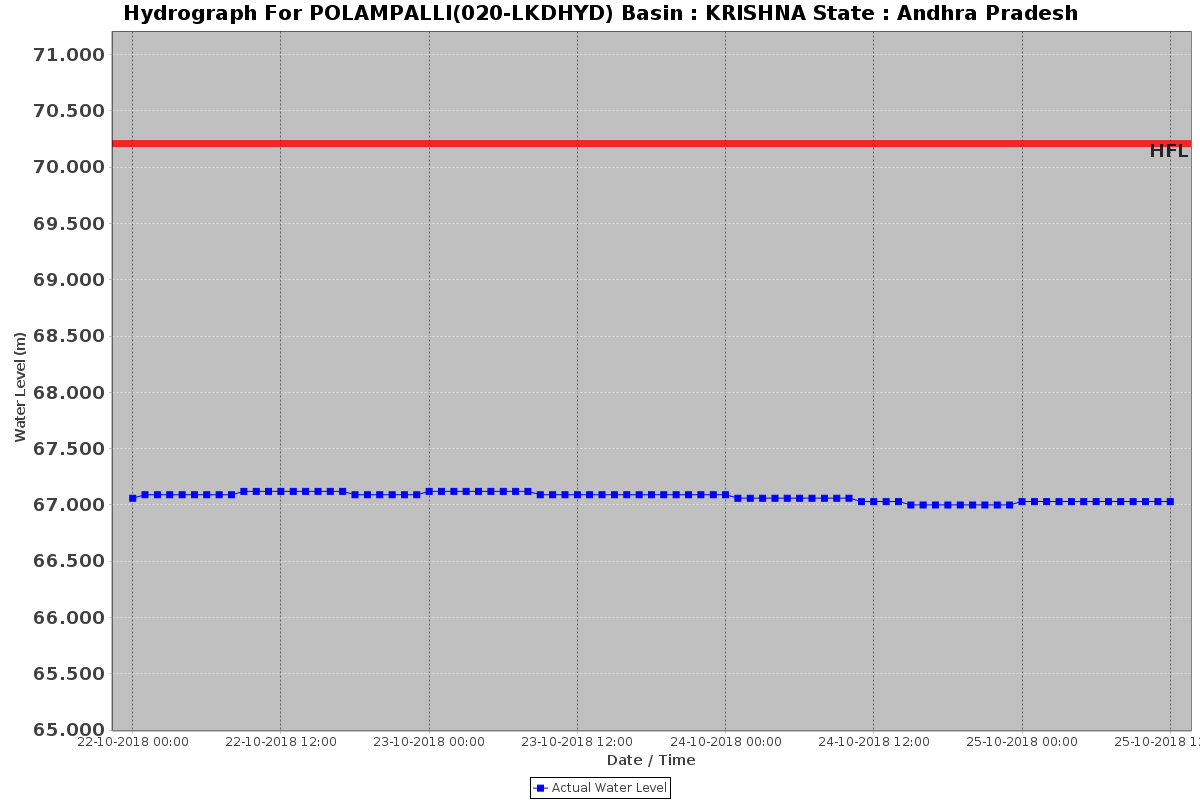 Hydrograph For POLAMPALLI(020-LKDHYD) Basin : KRISHNA State : Andhra Pradesh
71.000
70.500
HFL
70.000
69.500
69.000
68.500
68.000
67.500
67.000
66.500
66.000
65.500
65.000
Water Level (m)
22-10-2018 00:00 22-10-2018 12:00 23-10-2018 00:00 23-10-2018 12:00 24-10-2018 00:00 24-10-2018 12:00 25-10-2018 00:00 25-10-2018
Date / Time
Actual Water Level